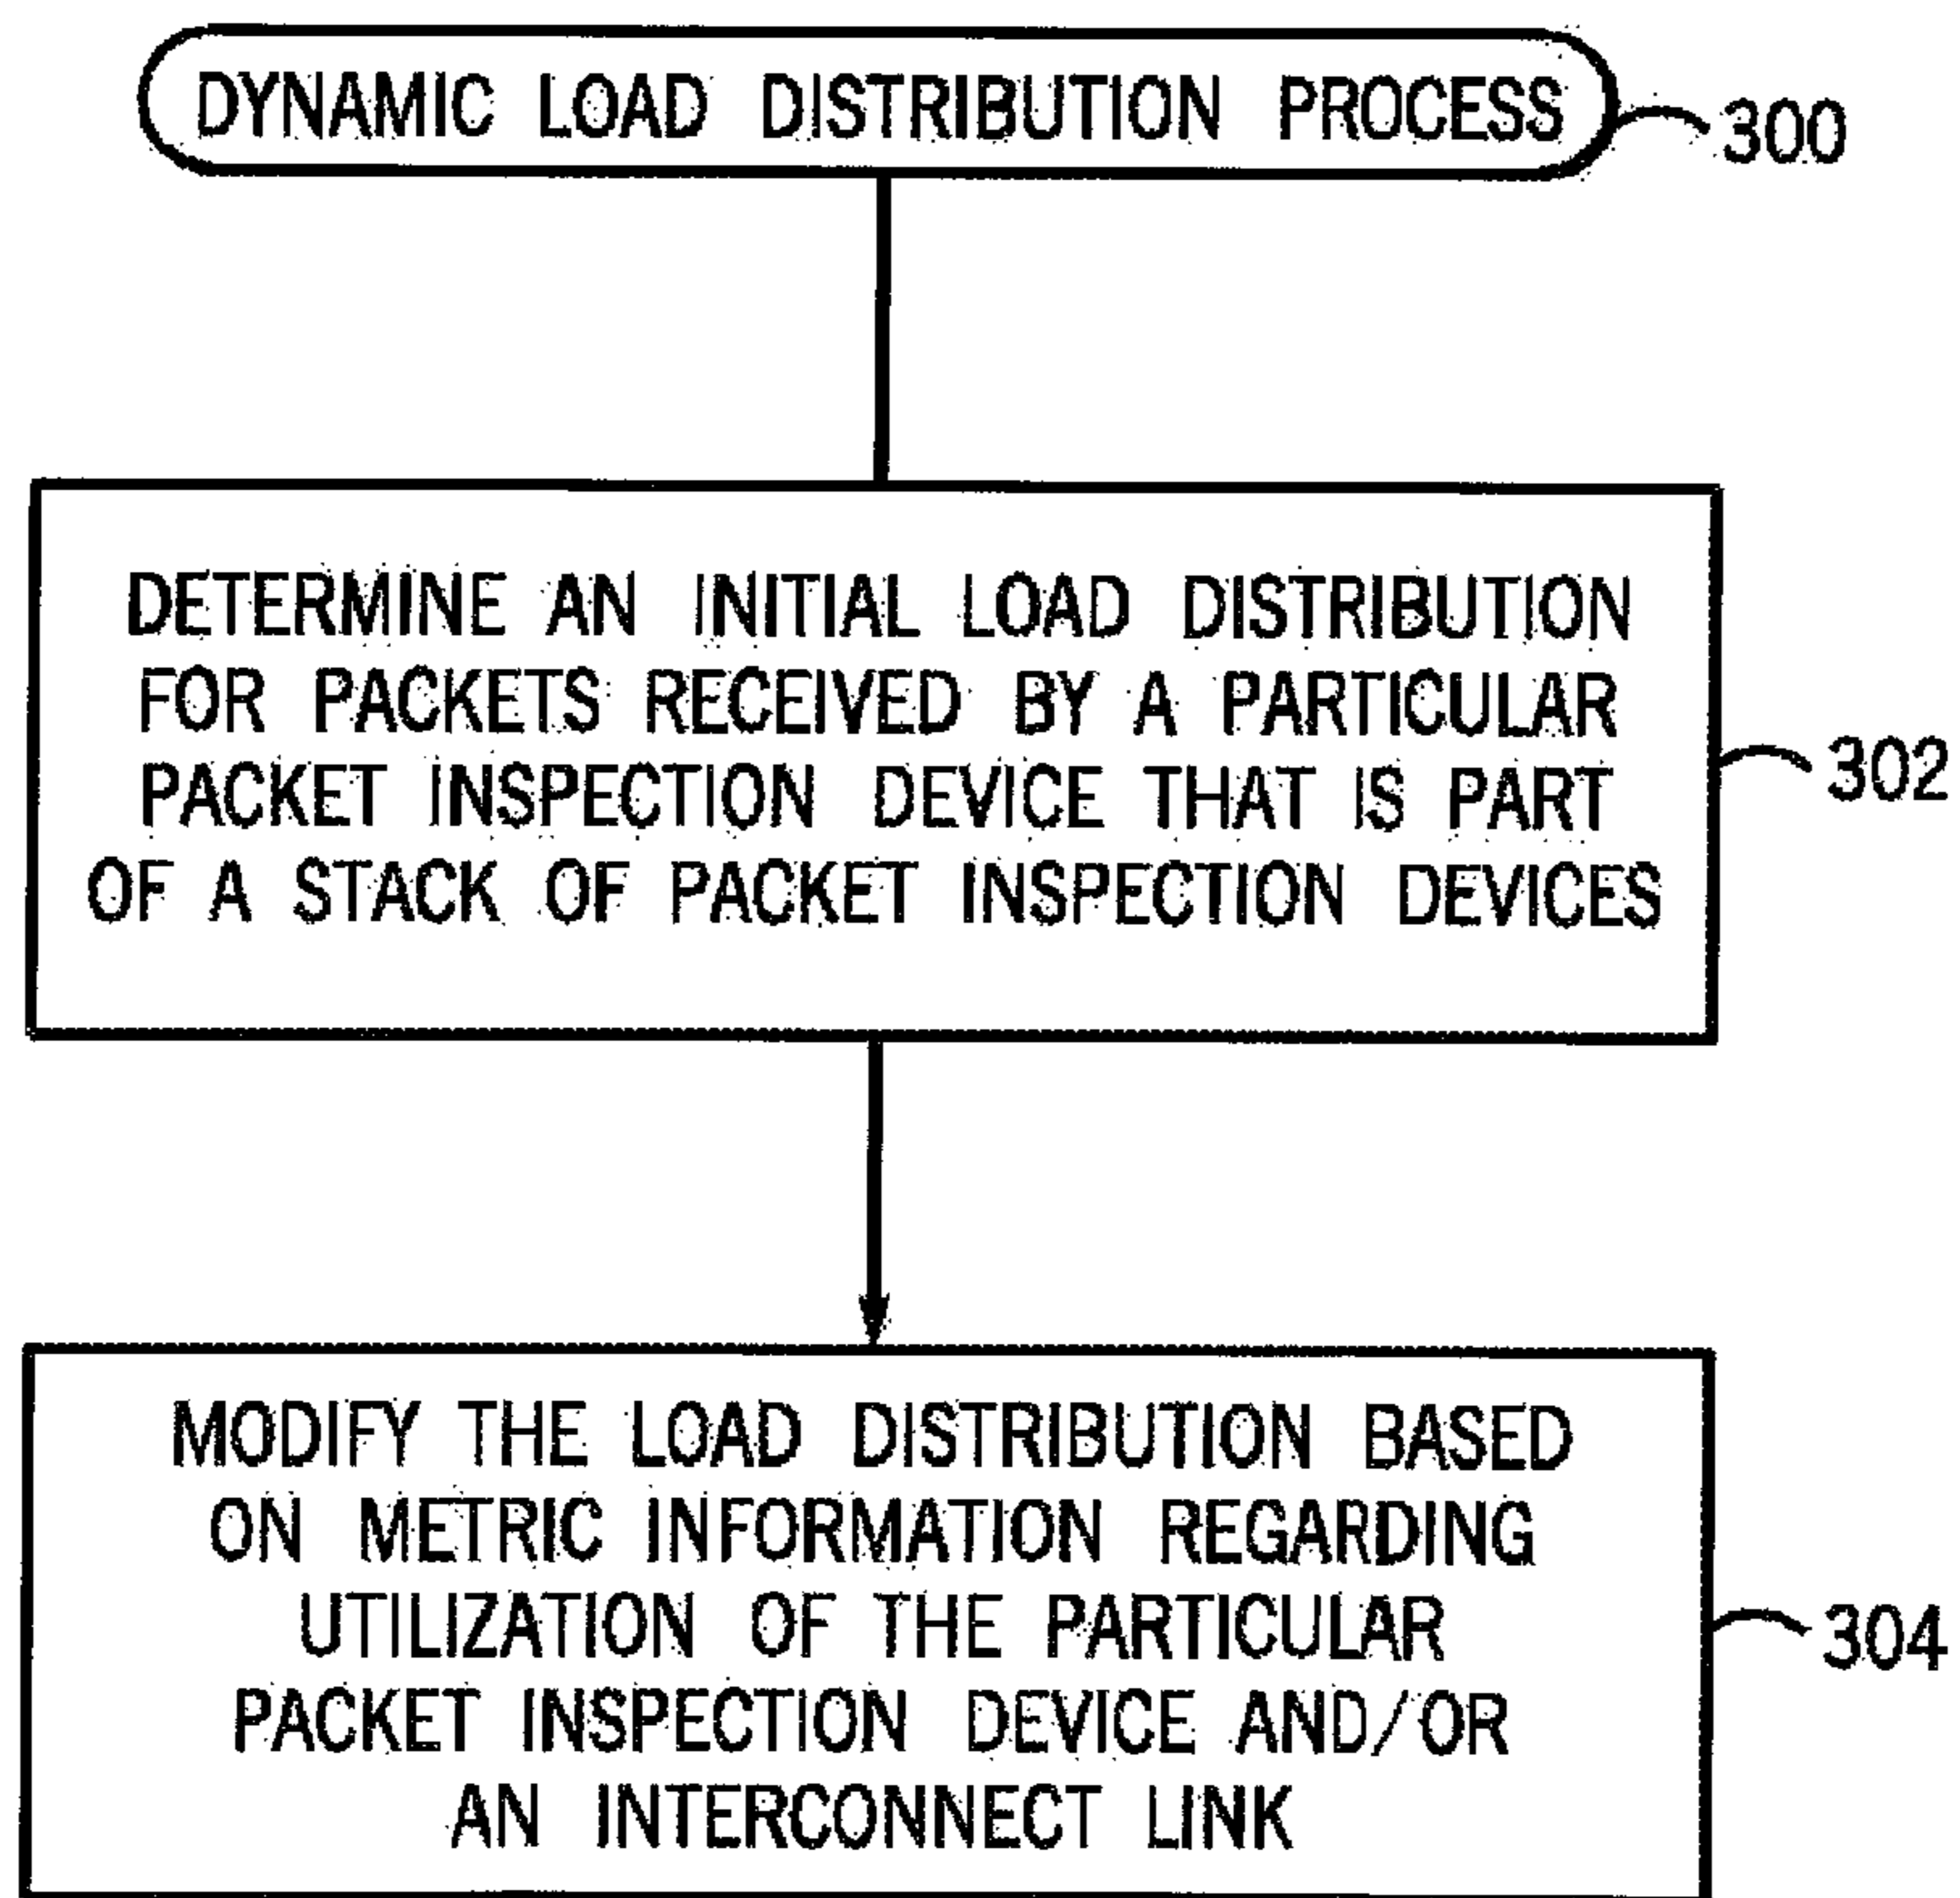 DYNAMIC LOAD DISTRIBUTION PROCESS
300
DETERMINE AN INITIAL LOAD DISTRIBUTION
FOR PACKETS RECEIVED BY A PARTICULAR
PACKET INSPECTION DEVICE THAT IS PART
OF A STACK OF PACKET INSPECTION DEVICES
302
MODIFY THE LOAD DISTRIBUTION BASED
ON METRIC INFORMATION REGARDING
UTILIZATION OF THE PARTICULAR
PACKET INSPECTION DEVICE AND/OR
AN INTERCONNECT LINK
304